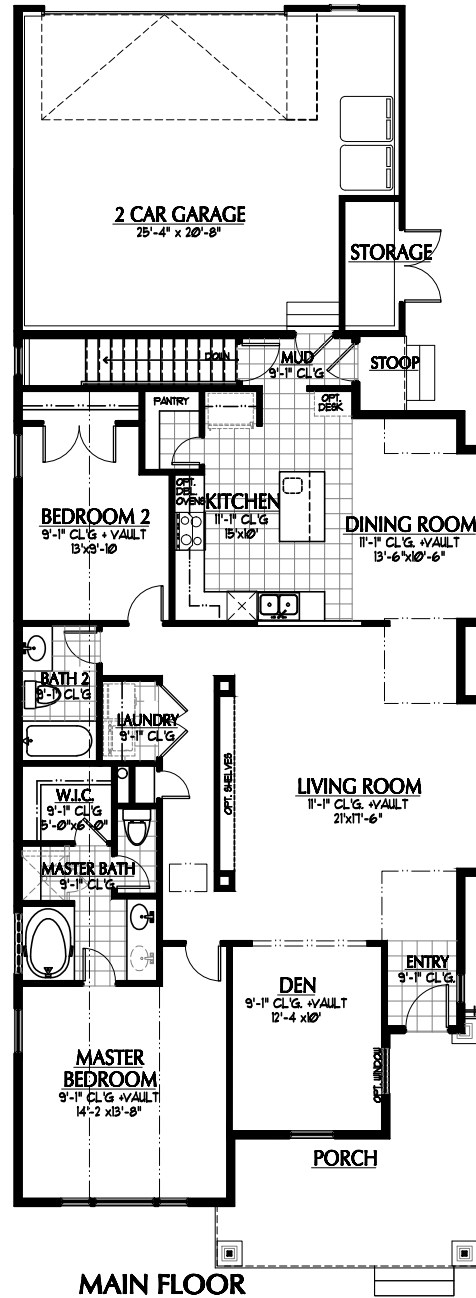 2 CAR GARAGE
25'-4" x 20'-8"
STORAGE
DOWN
MUD
9'-1" CL'G
STOOP
PANTRY
OPT.
DESK
OPT.
DBL
OVENS
KITCHEN
11'-1" CL'G
15'x10'
BEDROOM 2
9'-1" CL'G + VAULT
13'x9'-10
DINING ROOM
11'-1" CL'G. +VAULT
13'-6"x10'-6"
BATH 2
9'-1" CL'G
LAUNDRY
9'-1" CL'G
OPT. SHELVES
LIVING ROOM
11'-1" CL'G. +VAULT
21'x17'-6"
W.I.C.
9'-1" CL'G
5'-0"x6'-0"
MASTER BATH
9'-1" CL'G
ENTRY
9'-1" CL'G.
DEN
9'-1" CL'G. +VAULT
12'-4 x10'
MASTER
BEDROOM
9'-1" CL'G +VAULT
14'-2 x13'-8"
OPT. WINDOW
PORCH
MAIN FLOOR